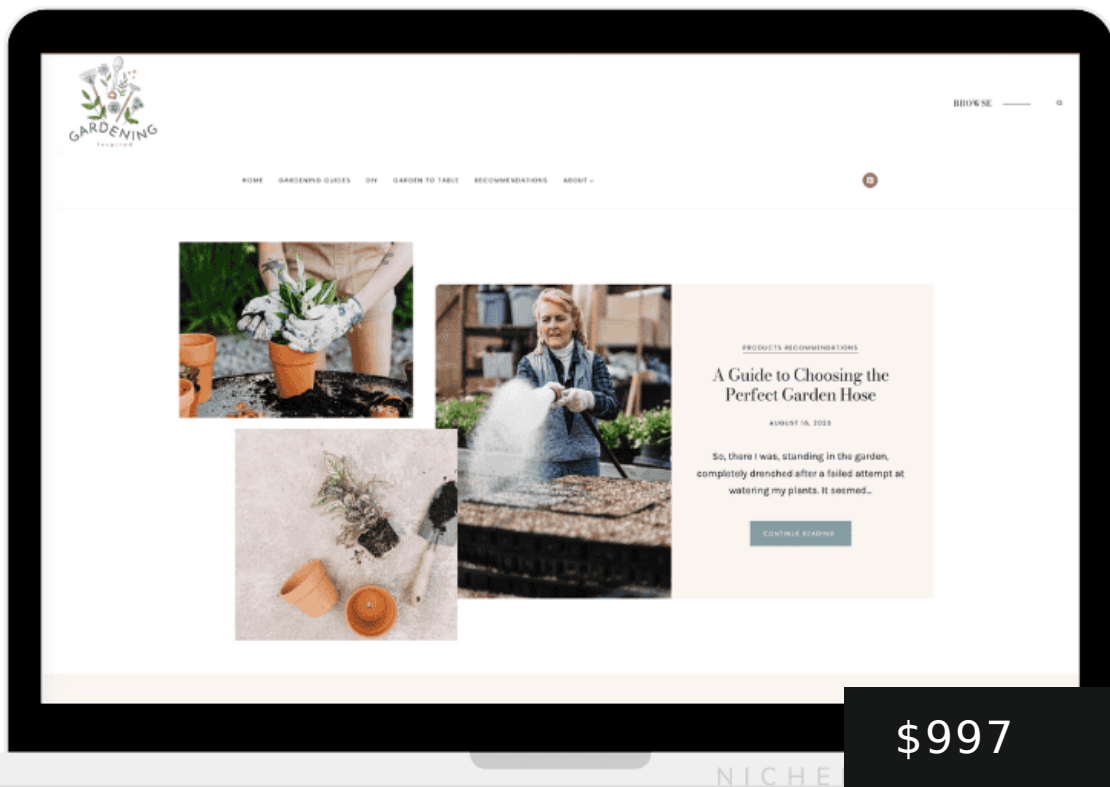 GARDENING
Inspired
BROWSE
HOME GARDENING GUIDES DIY GARDEN TO TABLE RECOMMENDATIONS ABOUT
PRODUCTS RECOMMENDATIONS
A Guide to Choosing the
Perfect Garden Hose
AUGUST 10, 2023
So, there I was, standing in the garden,
completely drenched after a failed attempt at
watering my plants. It seemed...
CONTINUE READING
$997
NICHE